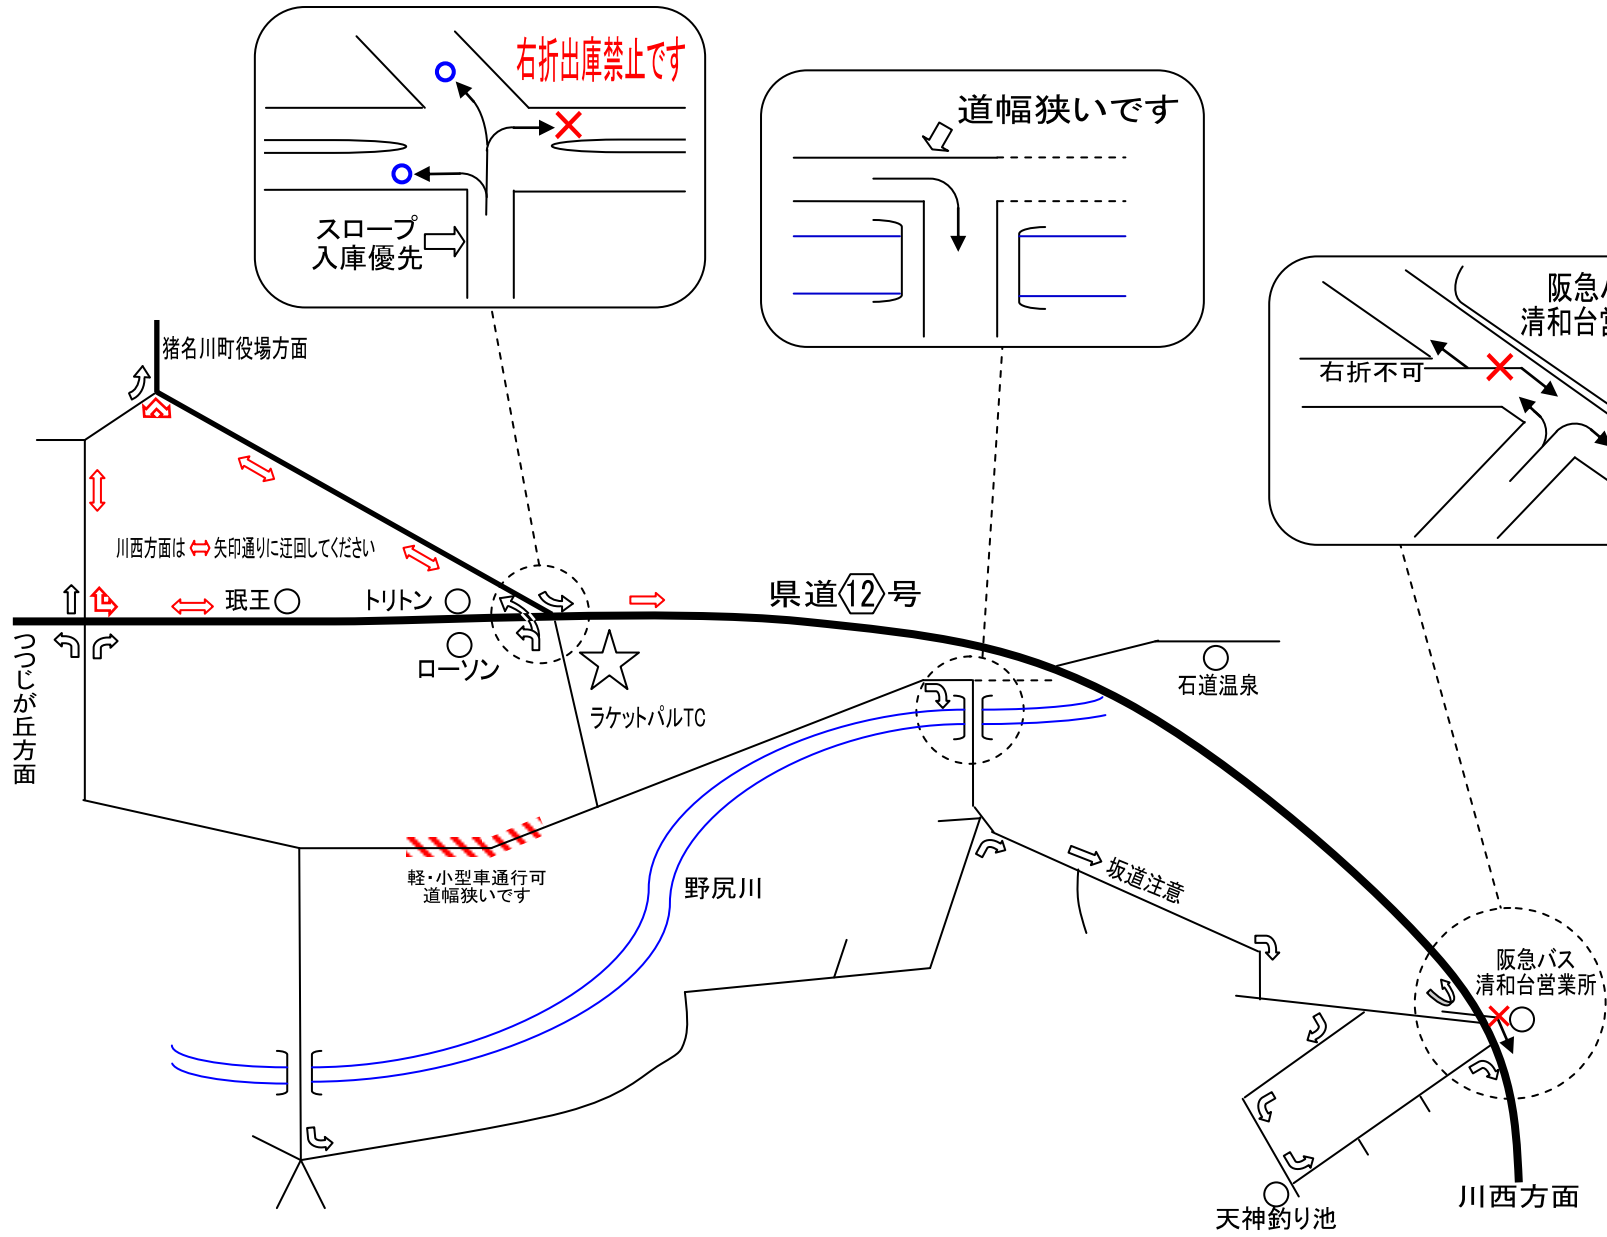 右折出庫禁止です
スロープ
入庫優先
道幅狭いです
阪急バ
清和台営
右折不可
猪名川町役場方面
川西方面は
矢印通りに迂回してください
珉王
トリトン
ローソン
県道12号
つつじが丘方面
ラケットパルTC
石道温泉
軽・小型車通行可
道幅狭いです
野尻川
坂道注意
阪急バス
清和台営業所
天神釣り池
川西方面